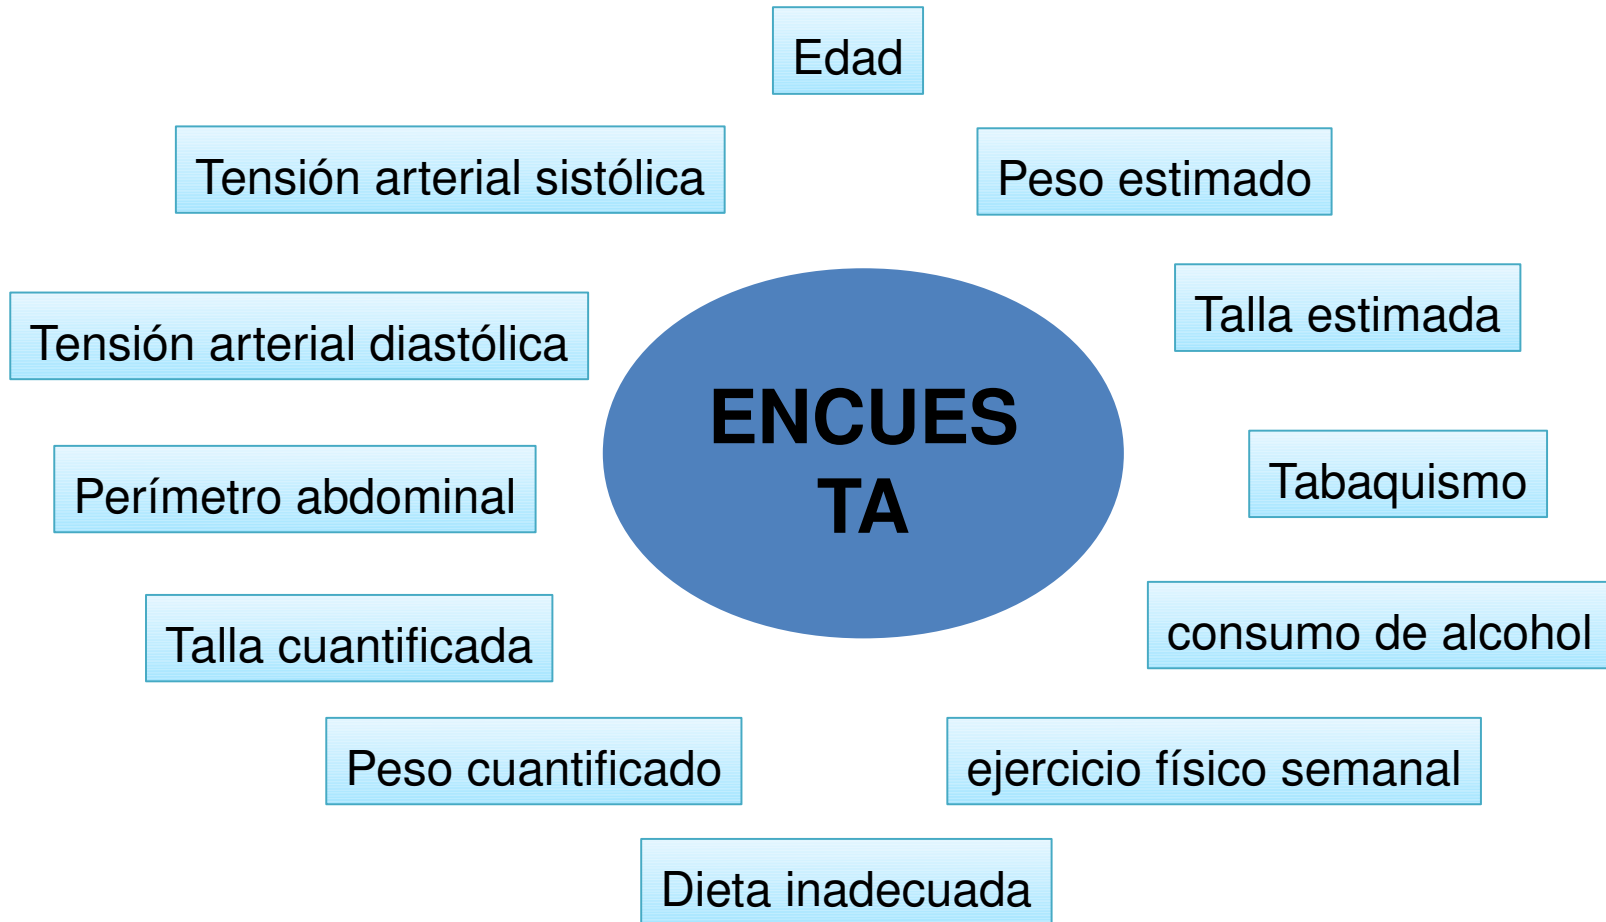 Edad
Tensión arterial sistólica
Peso estimado
Talla estimada
Tensión arterial diastólica
ENCUES
TA
Tabaquismo
Perímetro abdominal
consumo de alcohol
Talla cuantificada
Peso cuantificado
ejercicio físico semanal
Dieta inadecuada